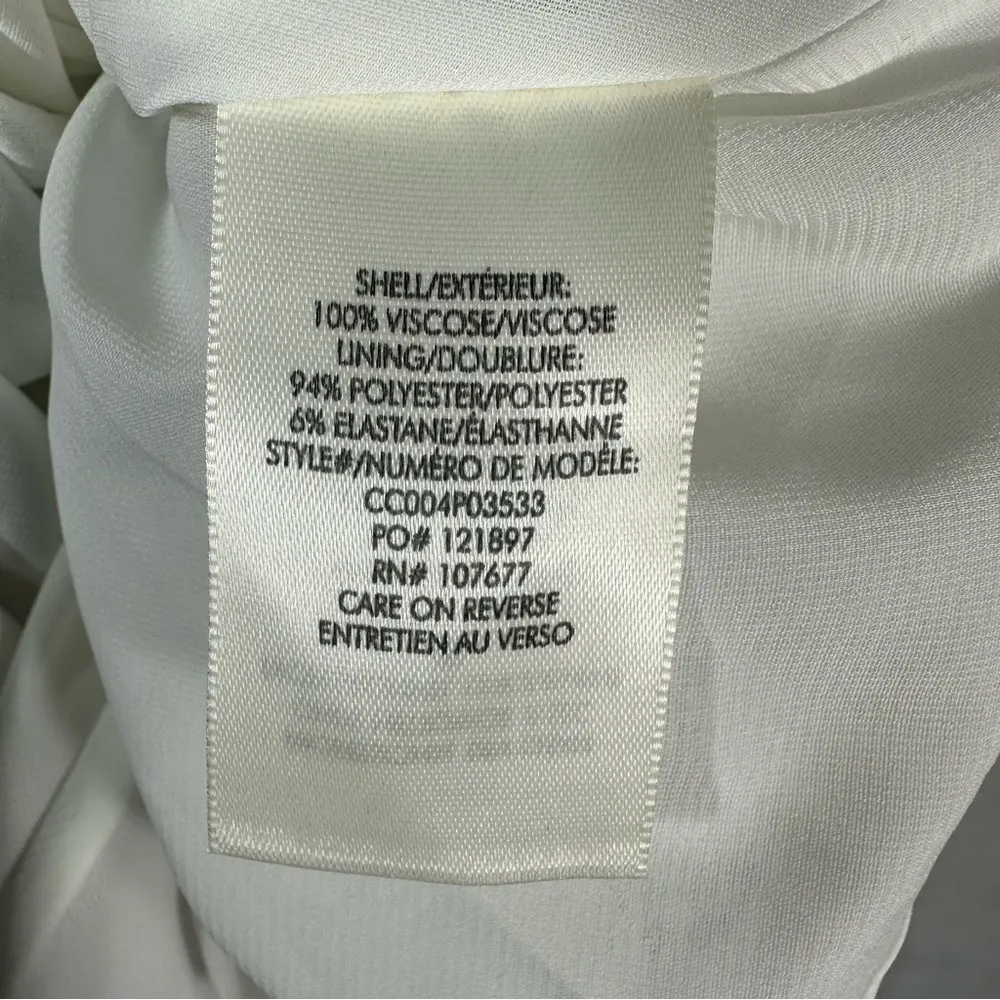 SHELL/EXTÉRIEUR:
100% VISCOSE/VISCOSE
LINING/DOUBLURE:
94% POLYESTER/POLYESTER
6% ELASTANE/ÉLASTHANNE
STYLE#/NUMÉRO DE MODÉLE:
CC004P03533
PO# 121897
RN# 107677
CARE ON REVERSE
ENTRETIEN AU VERSO